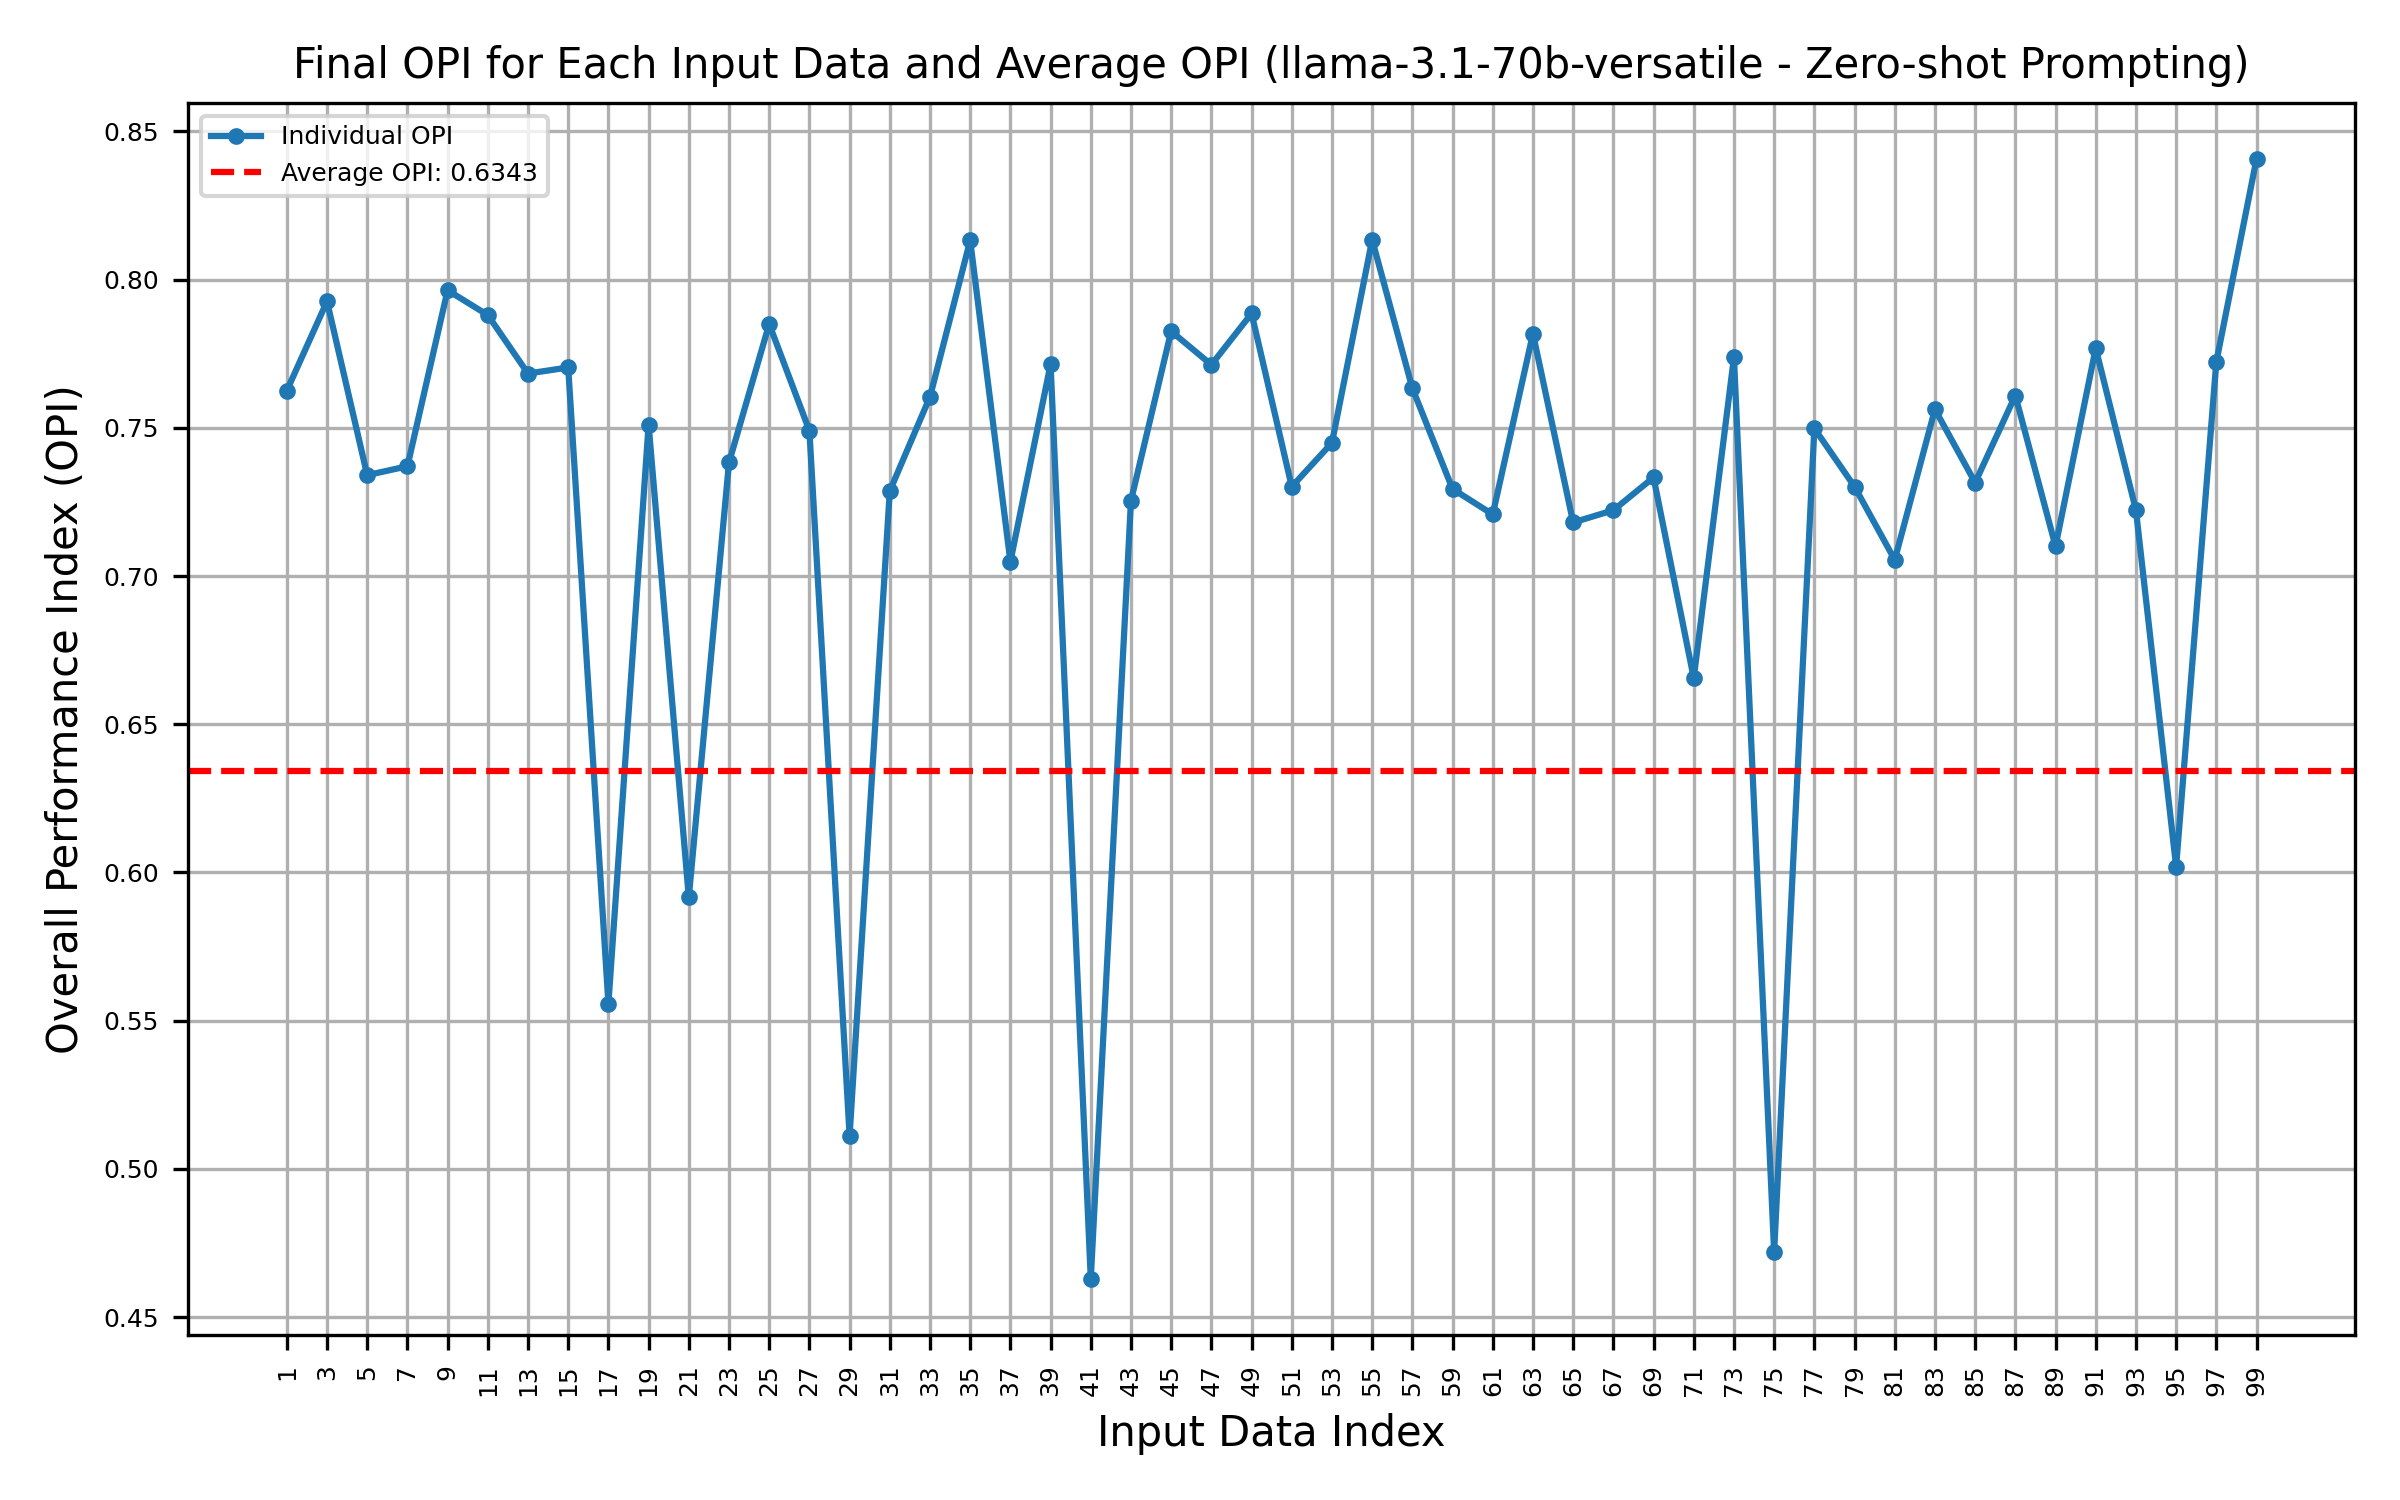 Final OPI for Each Input Data and Average OPI (llama-3.1-70b-versatile - Zero-shot Prompting)
Individual OPI
Average OPI: 0.6343
Overall Performance Index (OPI)
0.85
0.80
0.75
0.70
0.65
0.60
0.55
0.50
0.45
1 3 5 7 9 11 13 15 17 19 21 23 25 27 29 31 33 35 37 39 41 43 45 47 49 51 53 55 57 59 61 63 65 67 69 71 73 75 77 79 81 83 85 87 89 91 93 95 97 99
Input Data Index